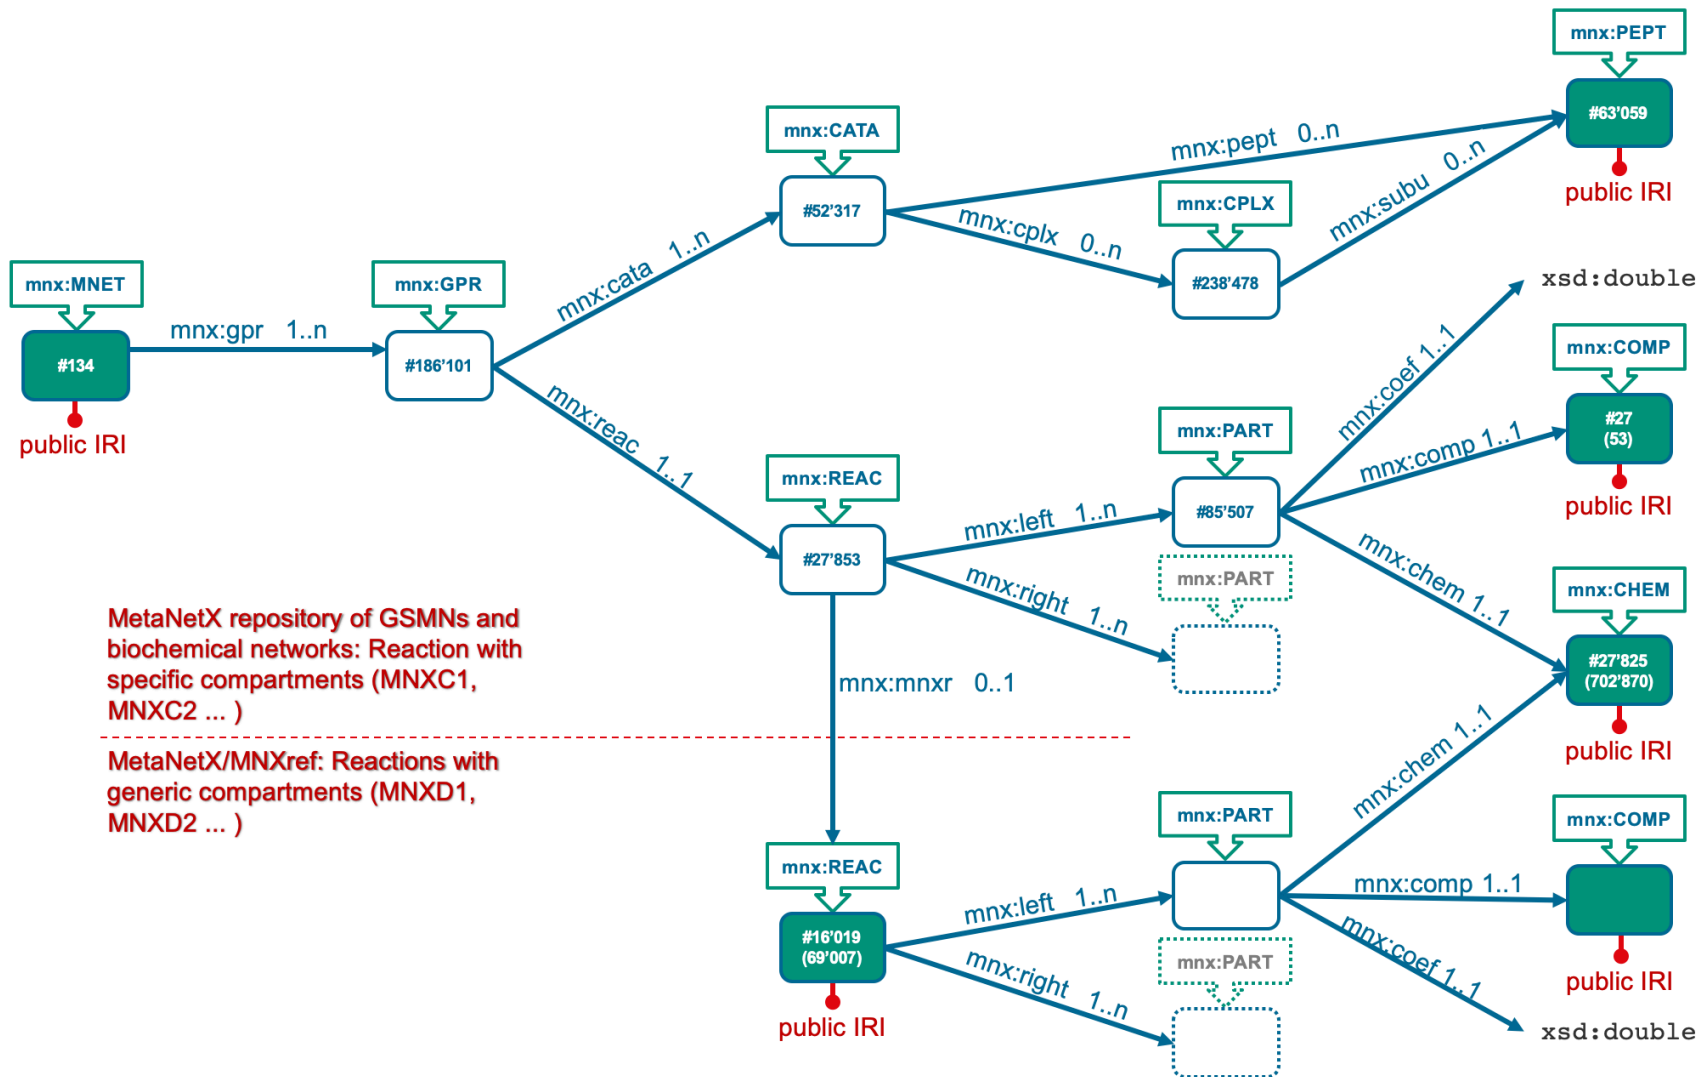 mnx:PEPT
#63’059
public IRI
mnx:CATA
#52’317
mnx:pept 0..n
mnx:cplx 0..n
mnx:CPLX
#238’478
mnx:subu 0..n
mnx:MNET
#134
public IRI
mnx:gpr 1..n
mnx:GPR
#186’101
mnx:cata 1..n
mnx:reac 1..1
xsd:double
mnx:coef 1..1
mnx:COMP
#27
(53)
public IRI
mnx:comp 1..1
mnx:PART
#85’507
mnx:REAC
#27’853
mnx:left 1..n
mnx:right 1..n
mnx:PART
mnx:chem 1..1
mnx:CHEM
#27’825
(702’870)
public IRI
MetaNetX repository of GSMNs and
biochemical networks: Reaction with
specific compartments (MNXC1,
MNXC2 ... )
mnx:mnxr 0..1
MetaNetX/MNXref: Reactions with
generic compartments (MNXD1,
MNXD2 ... )
mnx:REAC
#16’019
(69’007)
public IRI
mnx:left 1..n
mnx:right 1..n
mnx:PART
mnx:PART
mnx:chem 1..1
mnx:comp 1..1
mnx:coef 1..1
mnx:COMP
public IRI
xsd:double